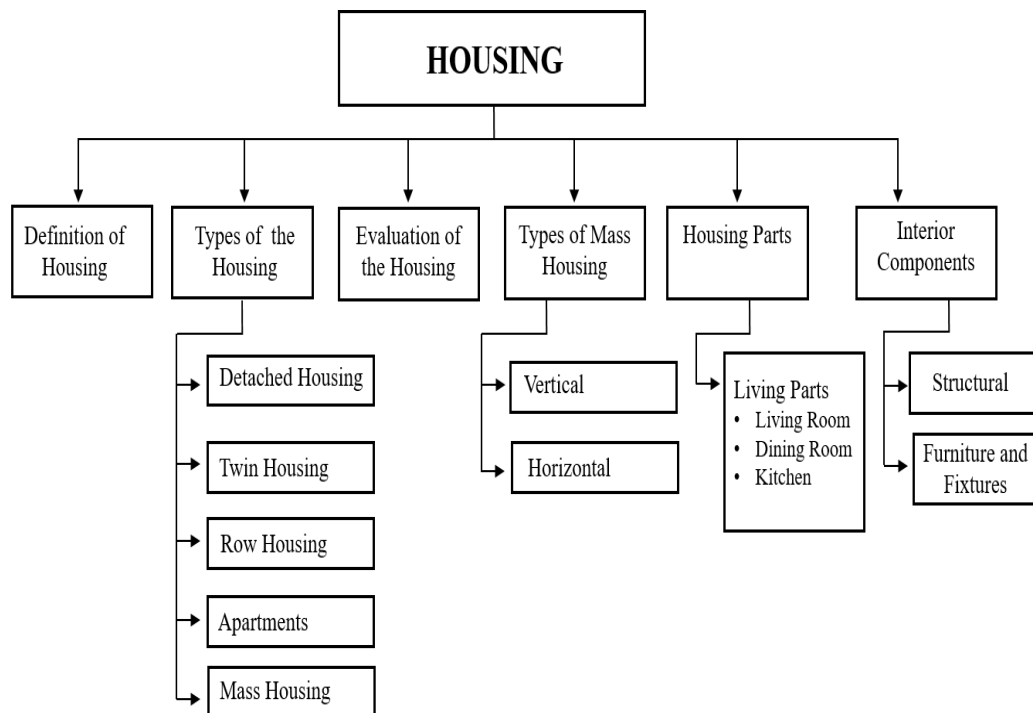 HOUSING
Definition of
Housing
Types of the
Housing
Evaluation of
the Housing
Types of Mass
Housing
Housing Parts
Interior
Components
Detached Housing
Twin Housing
Row Housing
Apartments
Mass Housing
Vertical
Horizontal
Living Parts
• Living Room
• Dining Room
• Kitchen
Structural
Furniture and
Fixtures